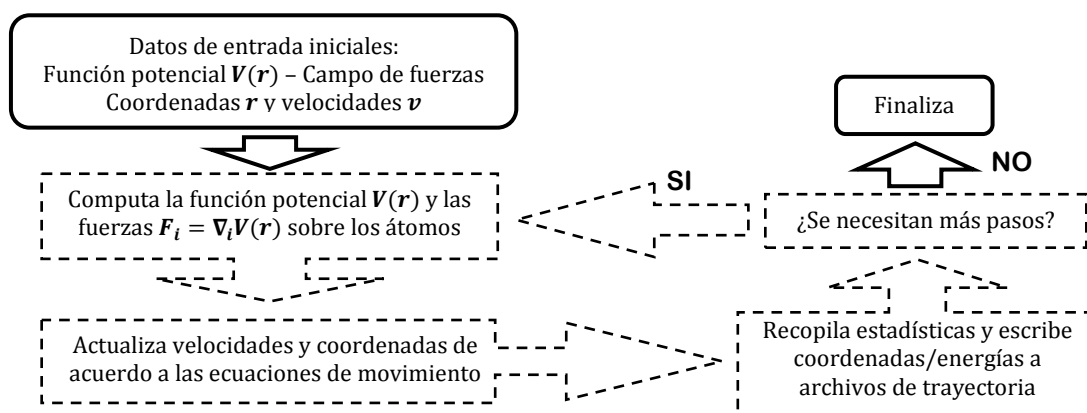 Datos de entrada iniciales:
Función potencial V(r) – Campo de fuerzas
Coordenadas r y velocidades v
Finaliza
NO
SI
Computa la función potencial V(r) y las
fuerzas F_i = ∇_i V(r) sobre los átomos
¿Se necesitan más pasos?
Actualiza velocidades y coordenadas de
acuerdo a las ecuaciones de movimiento
Recopila estadísticas y escribe
coordenadas/energías a
archivos de trayectoria